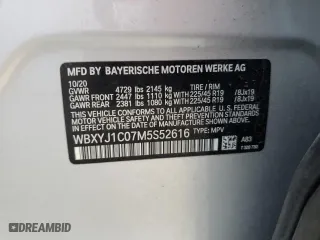 MFD BY BAYERISCHE MOTOREN WERKE AG
10/20
GVWR 4729 lbs 2145 kg TIRE / RIM
GAWR FRONT 2447 lbs 1110 kg 225/45 R19 /8Jx19
GAWR REAR 2381 lbs 1080 kg 225/45 R19 /8Jx19
THIS VEHICLE CONFORMS TO ALL APPLICABLE
FEDERAL MOTOR VEHICLE SAFETY, BUMPER, AND
THEFT PREVENTION STANDARDS IN EFFECT ON THE
DATE OF MANUFACTURE SHOWN ABOVE.
WBXYJ1C07M5S52616 TYPE: MPV
A83
AUTOBIDMASTER